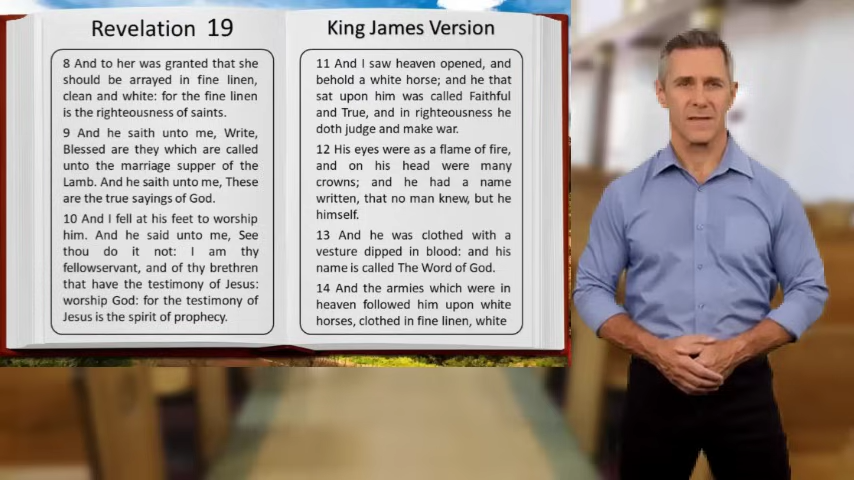 Revelation 19
8 And to her was granted that she
should be arrayed in fine linen,
clean and white: for the fine linen
is the righteousness of saints.
9 And he saith unto me, Write,
Blessed are they which are called
unto the marriage supper of the
Lamb. And he saith unto me, These
are the true sayings of God.
10 And I fell at his feet to worship
him. And he said unto me, See
thou do it not: I am thy
fellowservant, and of thy brethren
that have the testimony of Jesus:
worship God: for the testimony of
Jesus is the spirit of prophecy.
King James Version
11 And I saw heaven opened, and
behold a white horse; and he that
sat upon him was called Faithful
and True, and in righteousness he
doth judge and make war.
12 His eyes were as a flame of fire,
and on his head were many
crowns; and he had a name
written, that no man knew, but he
himself.
13 And he was clothed with a
vesture dipped in blood: and his
name is called The Word of God.
14 And the armies which were in
heaven followed him upon white
horses, clothed in fine linen, white